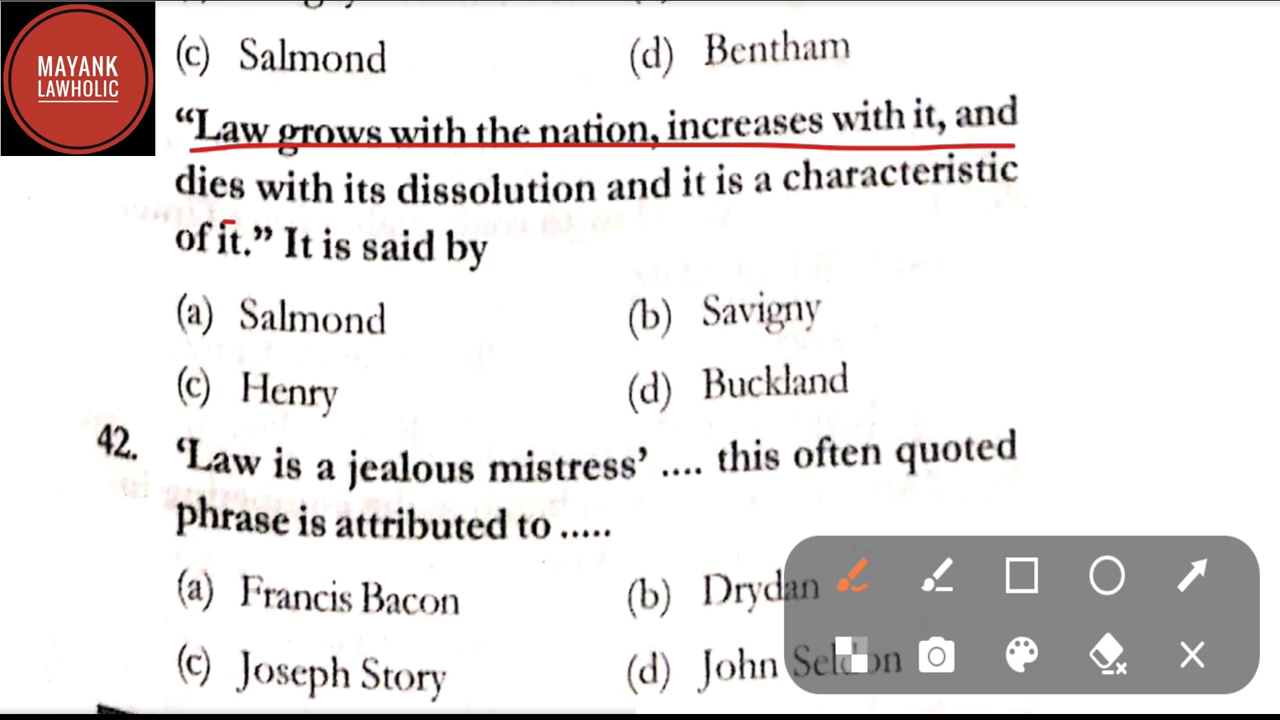 MAYANK
LAWHOLIC
(c) Salmond (d) Bentham
“Law grows with the nation, increases with it, and
dies with its dissolution and it is a characteristic
of it.” It is said by
(a) Salmond (b) Savigny
(c) Henry (d) Buckland
42. ‘Law is a jealous mistress’ .... this often quoted
phrase is attributed to .....
(a) Francis Bacon (b) Drydan
(c) Joseph Story (d) John Seldon